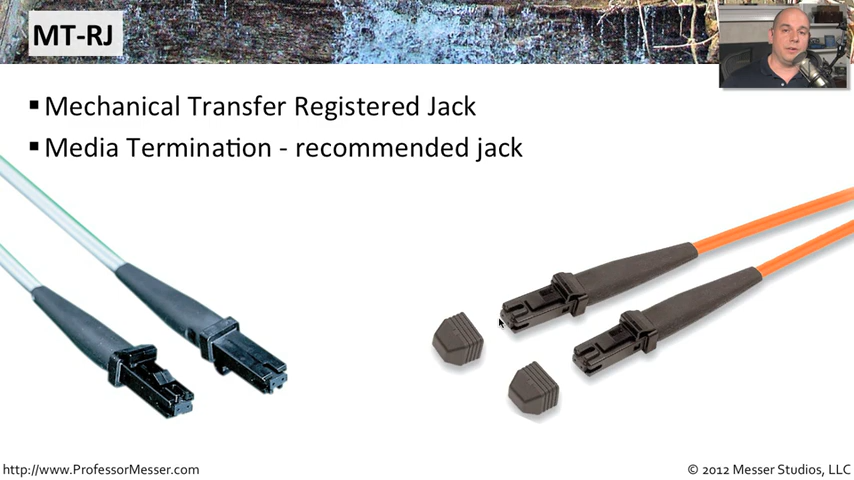 MT-RJ
▪ Mechanical Transfer Registered Jack
▪ Media Termination - recommended jack
http://www.ProfessorMesser.com
© 2012 Messer Studios, LLC